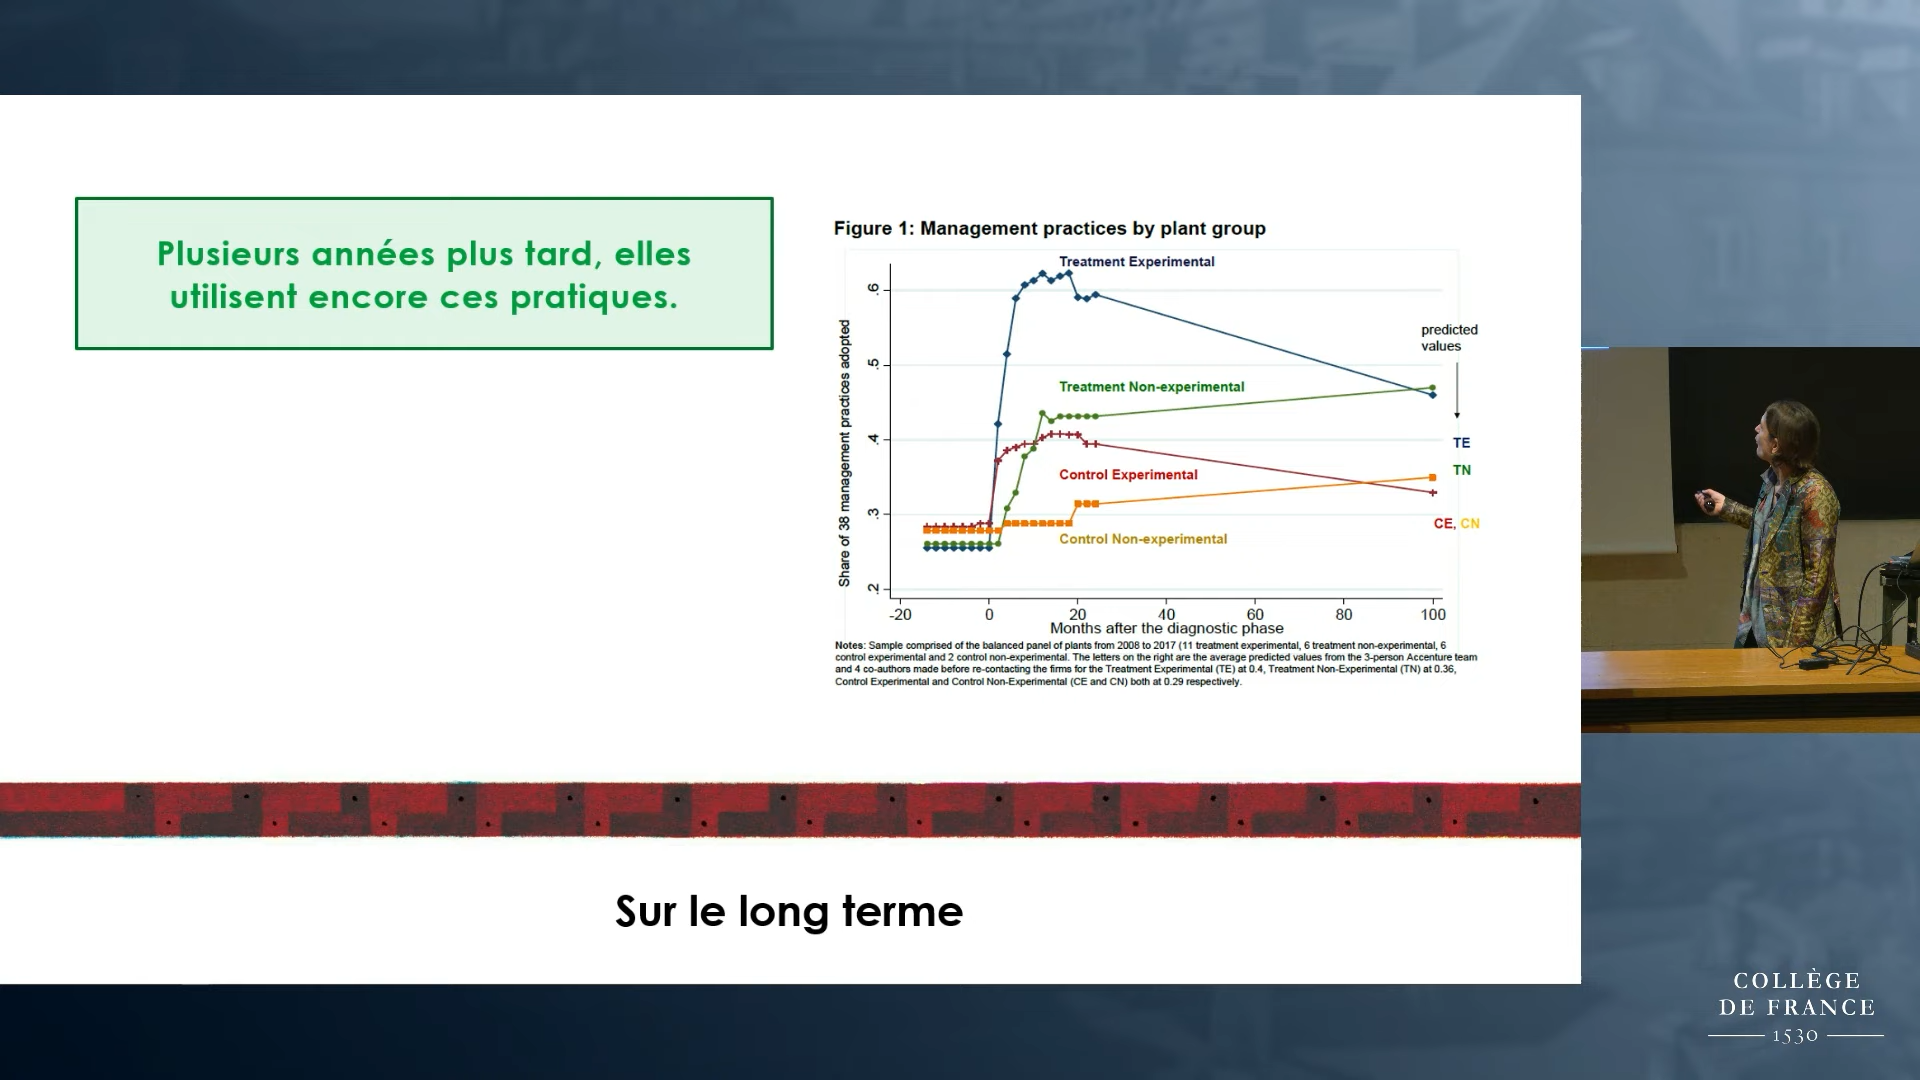 Plusieurs années plus tard, elles
utilisent encore ces pratiques.
Figure 1: Management practices by plant group
Share of 38 management practices adopted
.6
.5
.4
.3
.2
Treatment Experimental
Treatment Non-experimental
Control Experimental
Control Non-experimental
predicted
values
TE
TN
CE, CN
-20 0 20 40 60 80 100
Months after the diagnostic phase
Notes: Sample comprised of the balanced panel of plants from 2008 to 2017 (11 treatment experimental, 6 treatment non-experimental, 6
control experimental and 2 control non-experimental. The letters on the right are the average predicted values from the 3-person Accenture team
and 4 co-authors made before re-contacting the firms for the Treatment Experimental (TE) at 0.4, Treatment Non-Experimental (TN) at 0.36,
Control Experimental and Control Non-Experimental (CE and CN) both at 0.29 respectively.
Sur le long terme
COLLÈGE
DE FRANCE
1530